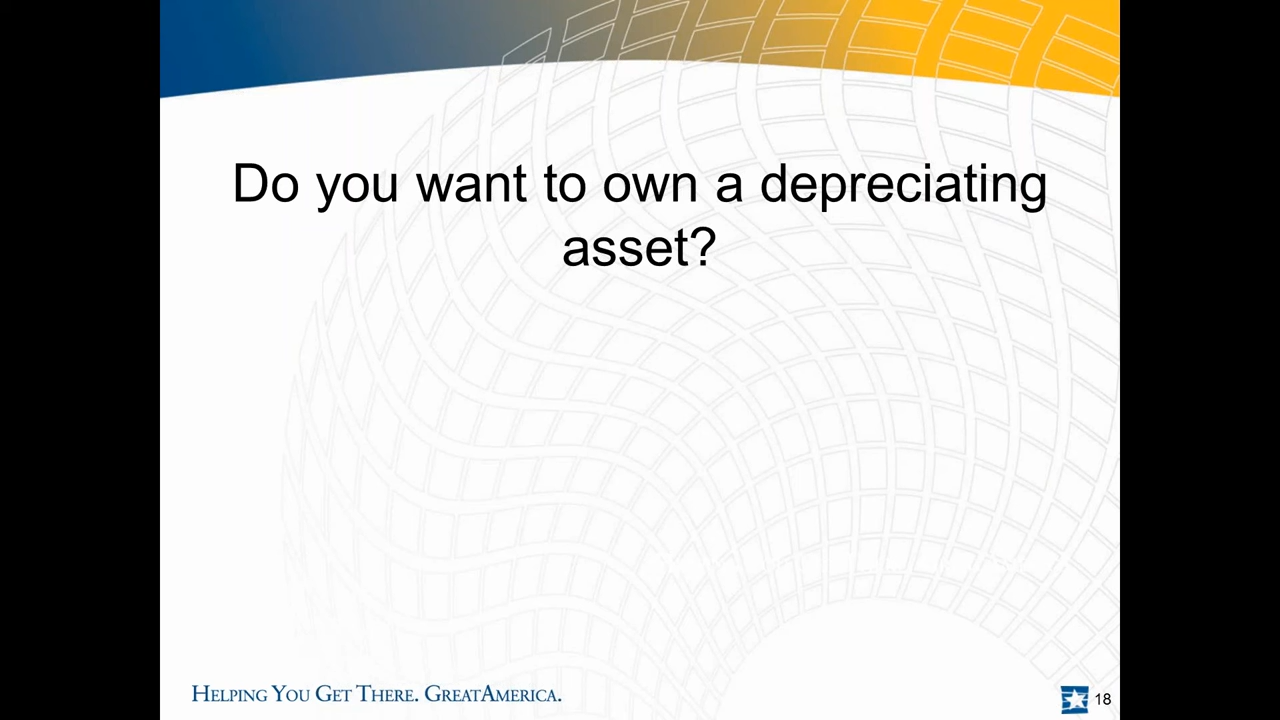 Do you want to own a depreciating
asset?
HELPING YOU GET THERE. GREATAMERICA.
18